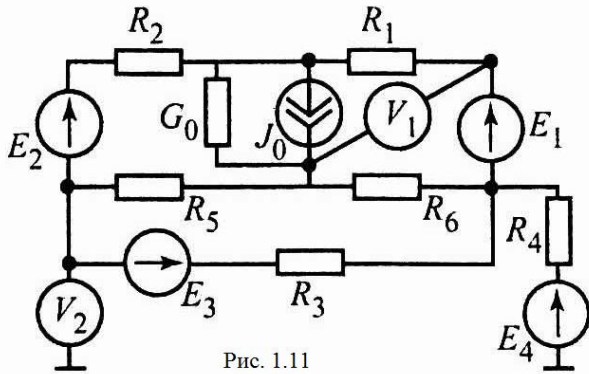 R2 R1
G0 J0 V1 E1
E2
R5 R6
R4
E3 R3
V2
E4
Рис. 1.11